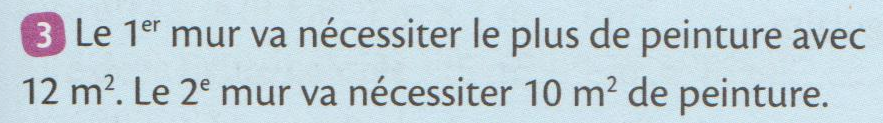 3 Le 1er mur va nécessiter le plus de peinture avec
12 m². Le 2e mur va nécessiter 10 m² de peinture.